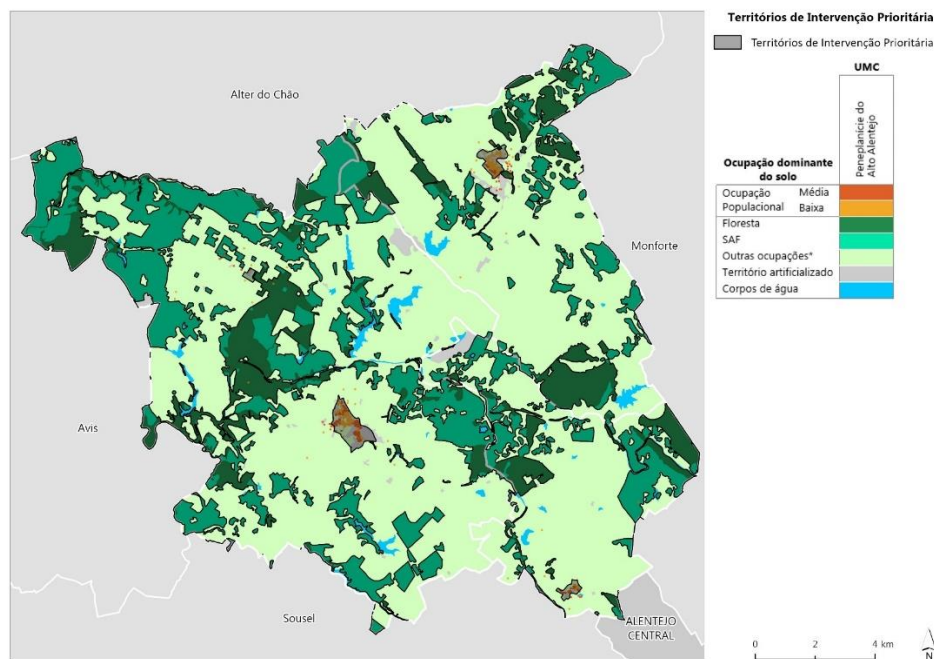 Territórios de Intervenção Prioritária
Territórios de Intervenção Prioritária
UMC
Peneplanície do
Alto Alentejo
Ocupação dominante
do solo
Ocupação Média
Populacional Baixa
Floresta
SAF
Outras ocupações*
Território artificializado
Corpos de água
Alter do Chão
Monforte
Avis
Sousel
ALENTEJO
CENTRAL
0 2 4 km
N